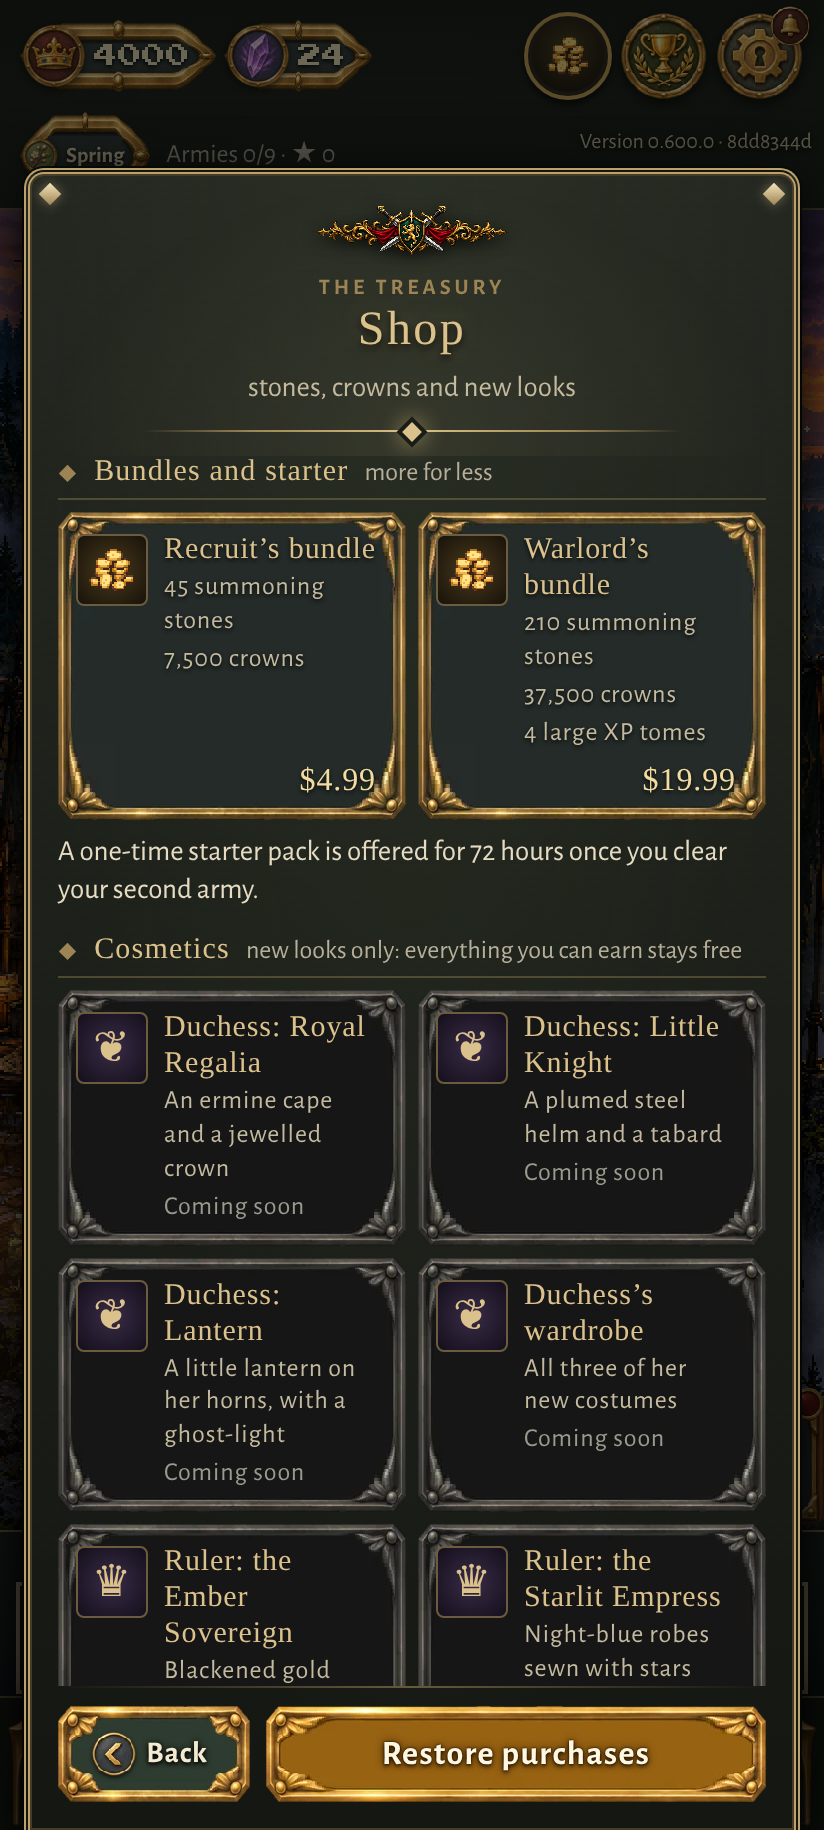 4000
24
Spring
Armies 0/9 · ★ 0
Version 0.600.0 · 8dd8344d
THE TREASURY
Shop
stones, crowns and new looks
Bundles and starter more for less
Recruit’s bundle
45 summoning
stones
7,500 crowns
$4.99
Warlord’s
bundle
210 summoning
stones
37,500 crowns
4 large XP tomes
$19.99
A one-time starter pack is offered for 72 hours once you clear
your second army.
Cosmetics new looks only: everything you can earn stays free
Duchess: Royal
Regalia
An ermine cape
and a jewelled
crown
Coming soon
Duchess: Little
Knight
A plumed steel
helm and a tabard
Coming soon
Duchess:
Lantern
A little lantern on
her horns, with a
ghost-light
Coming soon
Duchess’s
wardrobe
All three of her
new costumes
Coming soon
Ruler: the
Ember
Sovereign
Blackened gold
Ruler: the
Starlit Empress
Night-blue robes
sewn with stars
Back
Restore purchases